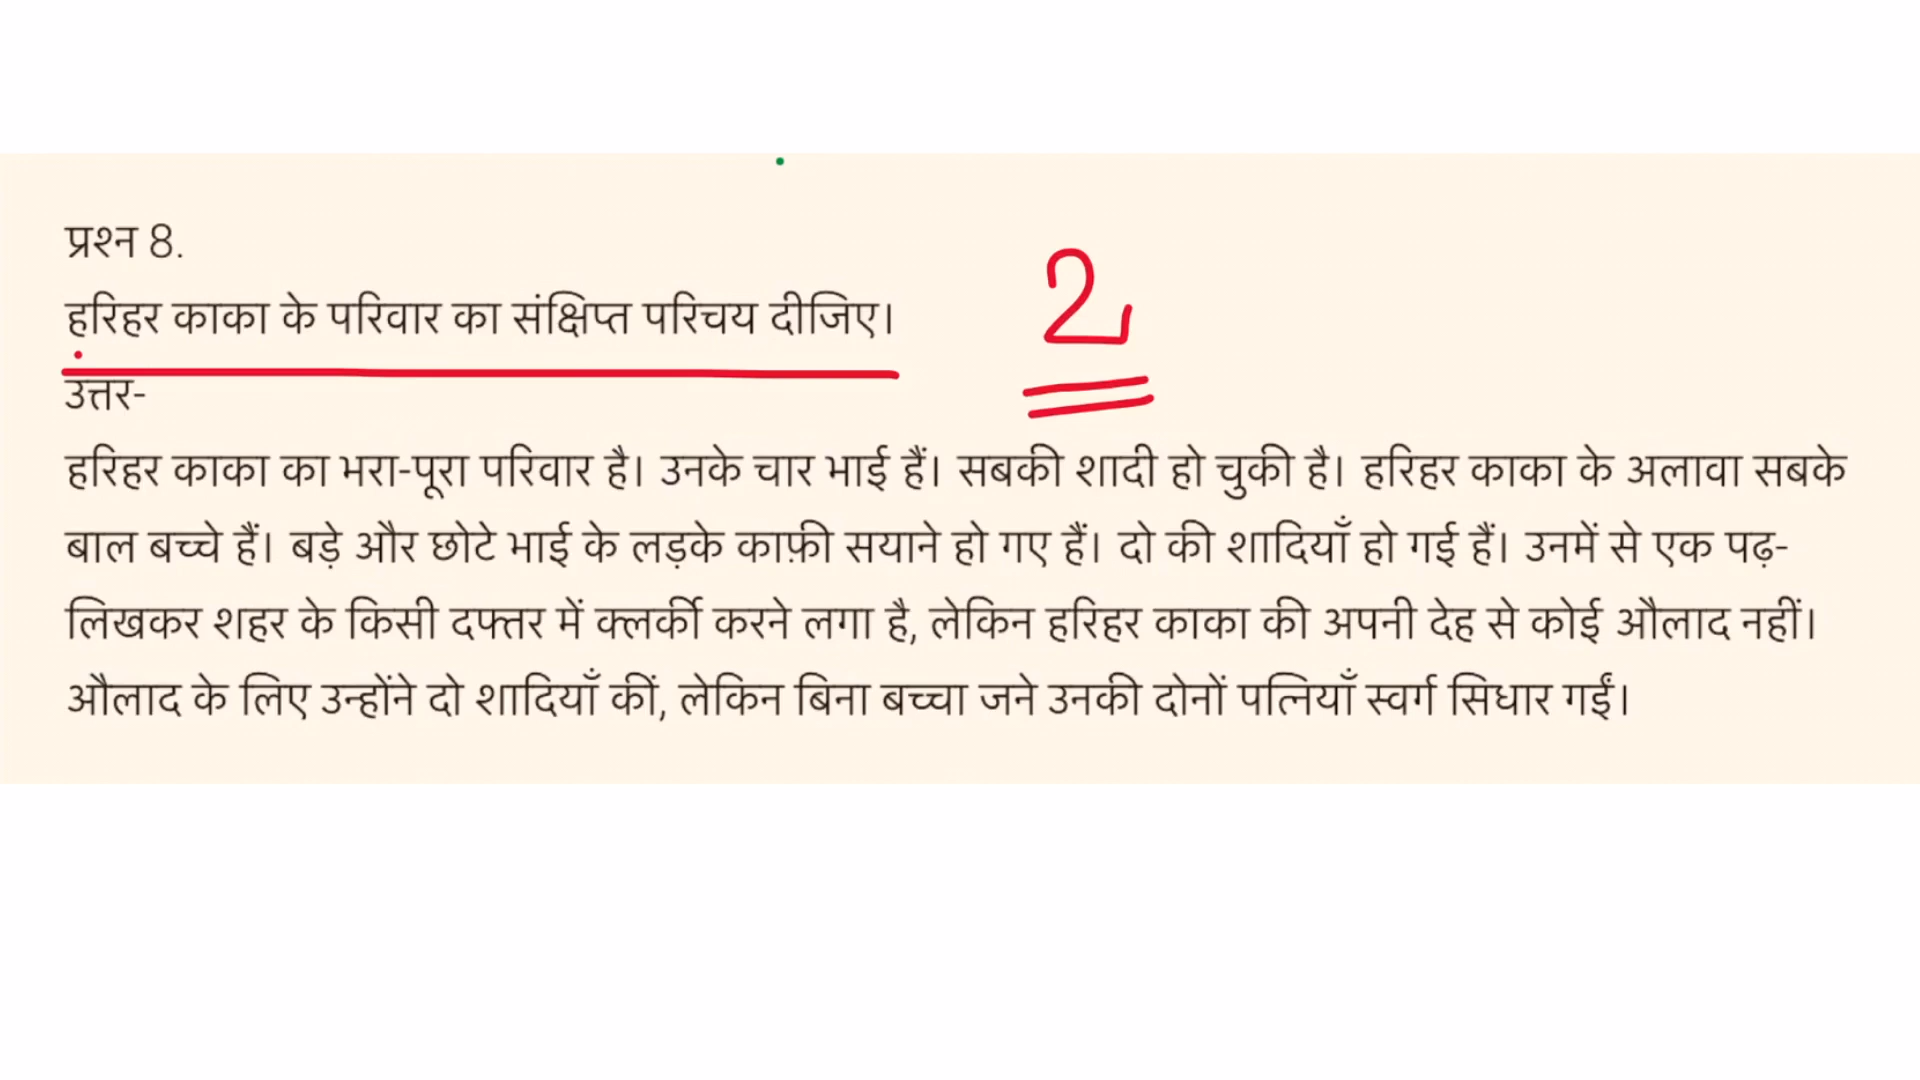 प्रश्न 8.
हरिहर काका के परिवार का संक्षिप्त परिचय दीजिए।
2
उत्तर-
हरिहर काका का भरा-पूरा परिवार है। उनके चार भाई हैं। सबकी शादी हो चुकी है। हरिहर काका के अलावा सबके
बाल बच्चे हैं। बड़े और छोटे भाई के लड़के काफ़ी सयाने हो गए हैं। दो की शादियाँ हो गई हैं। उनमें से एक पढ़-
लिखकर शहर के किसी दफ्तर में क्लर्की करने लगा है, लेकिन हरिहर काका की अपनी देह से कोई औलाद नहीं।
औलाद के लिए उन्होंने दो शादियाँ कीं, लेकिन बिना बच्चा जने उनकी दोनों पत्नियाँ स्वर्ग सिधार गईं।